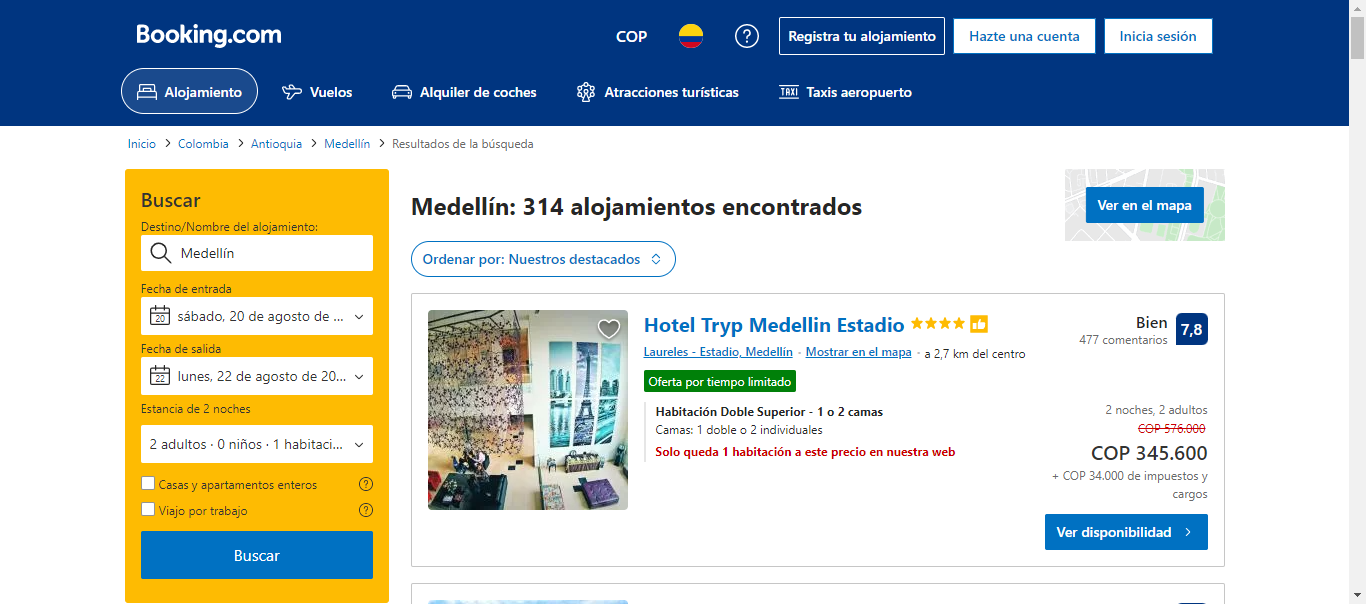 Booking.com
COP
Registra tu alojamiento
Hazte una cuenta
Inicia sesión
Alojamiento
Vuelos
Alquiler de coches
Atracciones turísticas
TAXI Taxis aeropuerto
Inicio > Colombia > Antioquia > Medellín > Resultados de la búsqueda
Buscar
Destino/Nombre del alojamiento:
Medellín
Fecha de entrada
20 sábado, 20 de agosto de ...
Fecha de salida
22 lunes, 22 de agosto de 20...
Estancia de 2 noches
2 adultos · 0 niños · 1 habitaci...
Casas y apartamentos enteros
Viajo por trabajo
Buscar
Medellín: 314 alojamientos encontrados
Ver en el mapa
Ordenar por: Nuestros destacados
Hotel Tryp Medellin Estadio
Laureles - Estadio, Medellín · Mostrar en el mapa · a 2,7 km del centro
Oferta por tiempo limitado
Habitación Doble Superior - 1 o 2 camas
Camas: 1 doble o 2 individuales
Solo queda 1 habitación a este precio en nuestra web
Bien
477 comentarios
7,8
2 noches, 2 adultos
COP 576.000
COP 345.600
+ COP 34.000 de impuestos y
cargos
Ver disponibilidad